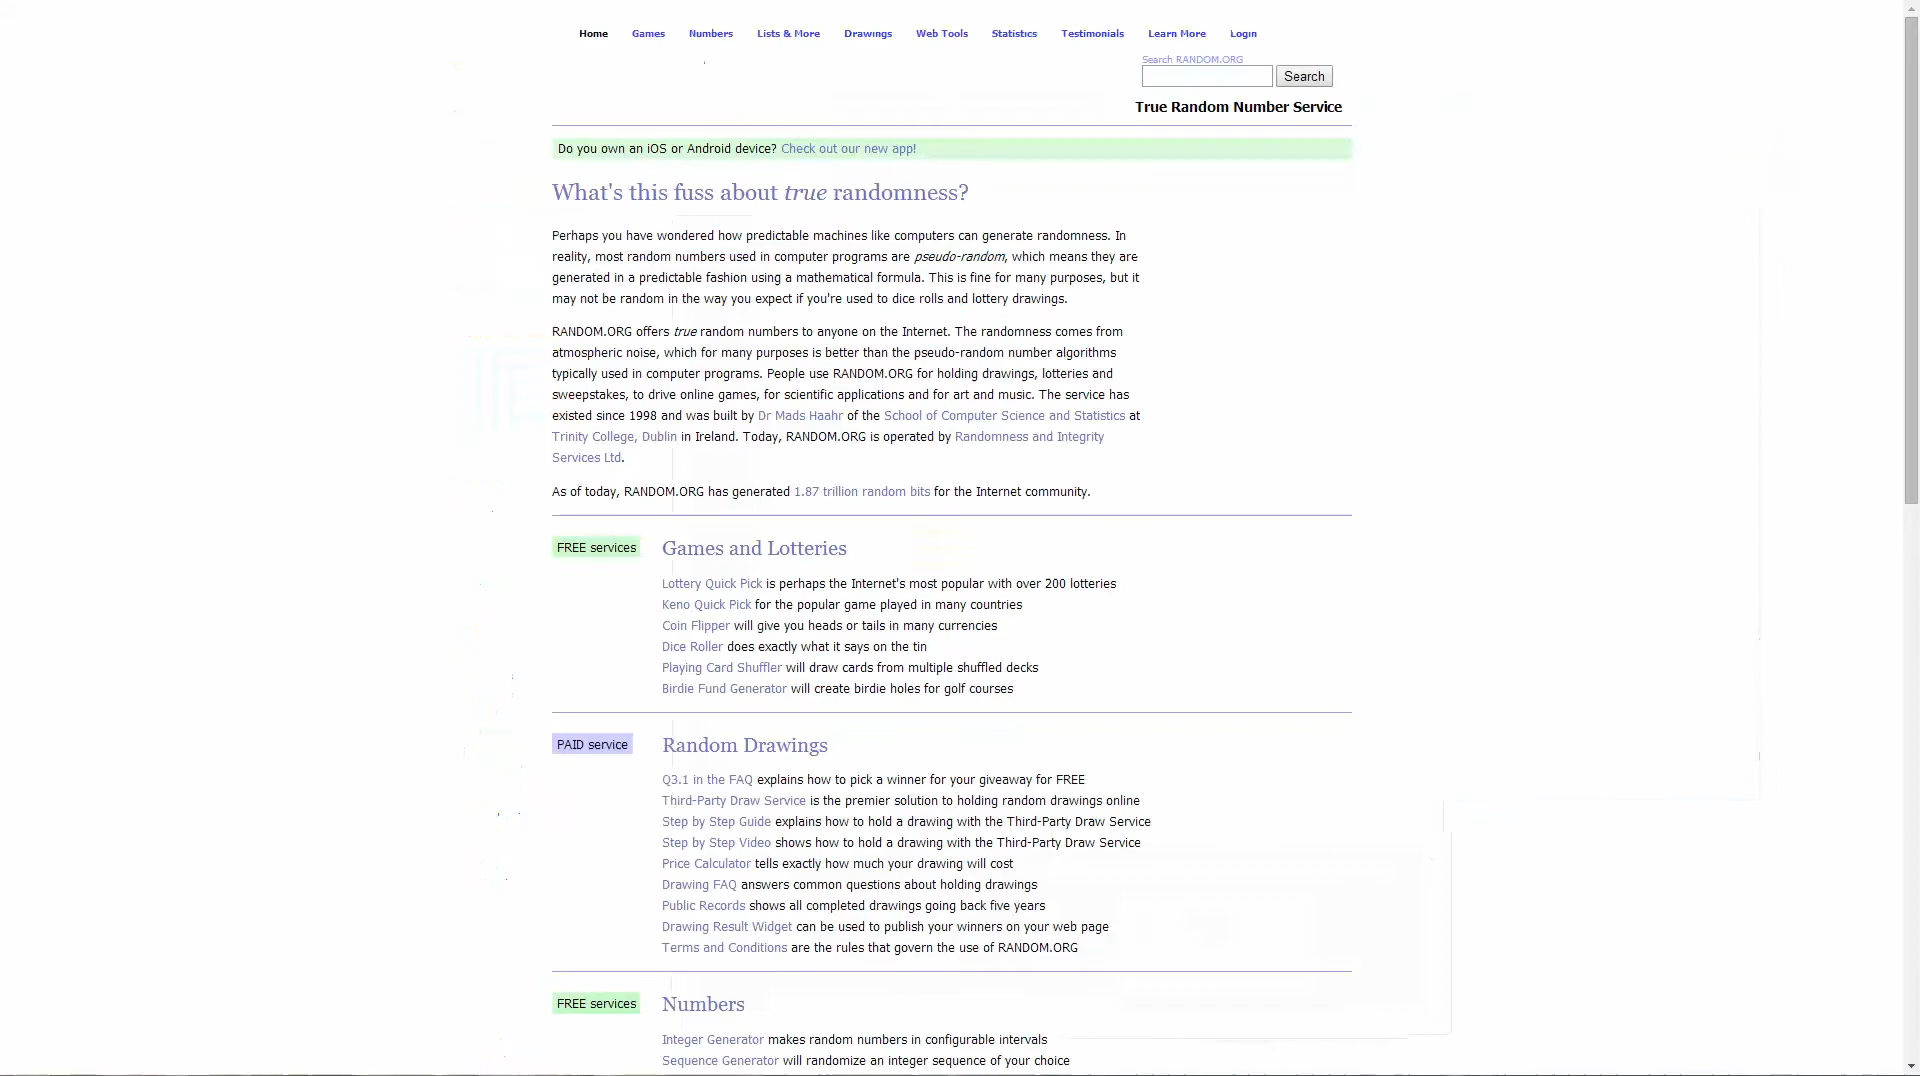 Home Games Numbers Lists & More Drawings Web Tools Statistics Testimonials Learn More Login
Search RANDOM.ORG
Search
True Random Number Service
Do you own an iOS or Android device? Check out our new app!
What's this fuss about true randomness?
Perhaps you have wondered how predictable machines like computers can generate randomness. In
reality, most random numbers used in computer programs are pseudo-random, which means they are
generated in a predictable fashion using a mathematical formula. This is fine for many purposes, but it
may not be random in the way you expect if you're used to dice rolls and lottery drawings.
RANDOM.ORG offers true random numbers to anyone on the Internet. The randomness comes from
atmospheric noise, which for many purposes is better than the pseudo-random number algorithms
typically used in computer programs. People use RANDOM.ORG for holding drawings, lotteries and
sweepstakes, to drive online games, for scientific applications and for art and music. The service has
existed since 1998 and was built by Dr Mads Haahr of the School of Computer Science and Statistics at
Trinity College, Dublin in Ireland. Today, RANDOM.ORG is operated by Randomness and Integrity
Services Ltd.
As of today, RANDOM.ORG has generated 1.87 trillion random bits for the Internet community.
FREE services Games and Lotteries
Lottery Quick Pick is perhaps the Internet's most popular with over 200 lotteries
Keno Quick Pick for the popular game played in many countries
Coin Flipper will give you heads or tails in many currencies
Dice Roller does exactly what it says on the tin
Playing Card Shuffler will draw cards from multiple shuffled decks
Birdie Fund Generator will create birdie holes for golf courses
PAID service Random Drawings
Q3.1 in the FAQ explains how to pick a winner for your giveaway for FREE
Third-Party Draw Service is the premier solution to holding random drawings online
Step by Step Guide explains how to hold a drawing with the Third-Party Draw Service
Step by Step Video shows how to hold a drawing with the Third-Party Draw Service
Price Calculator tells exactly how much your drawing will cost
Drawing FAQ answers common questions about holding drawings
Public Records shows all completed drawings going back five years
Drawing Result Widget can be used to publish your winners on your web page
Terms and Conditions are the rules that govern the use of RANDOM.ORG
FREE services Numbers
Integer Generator makes random numbers in configurable intervals
Sequence Generator will randomize an integer sequence of your choice